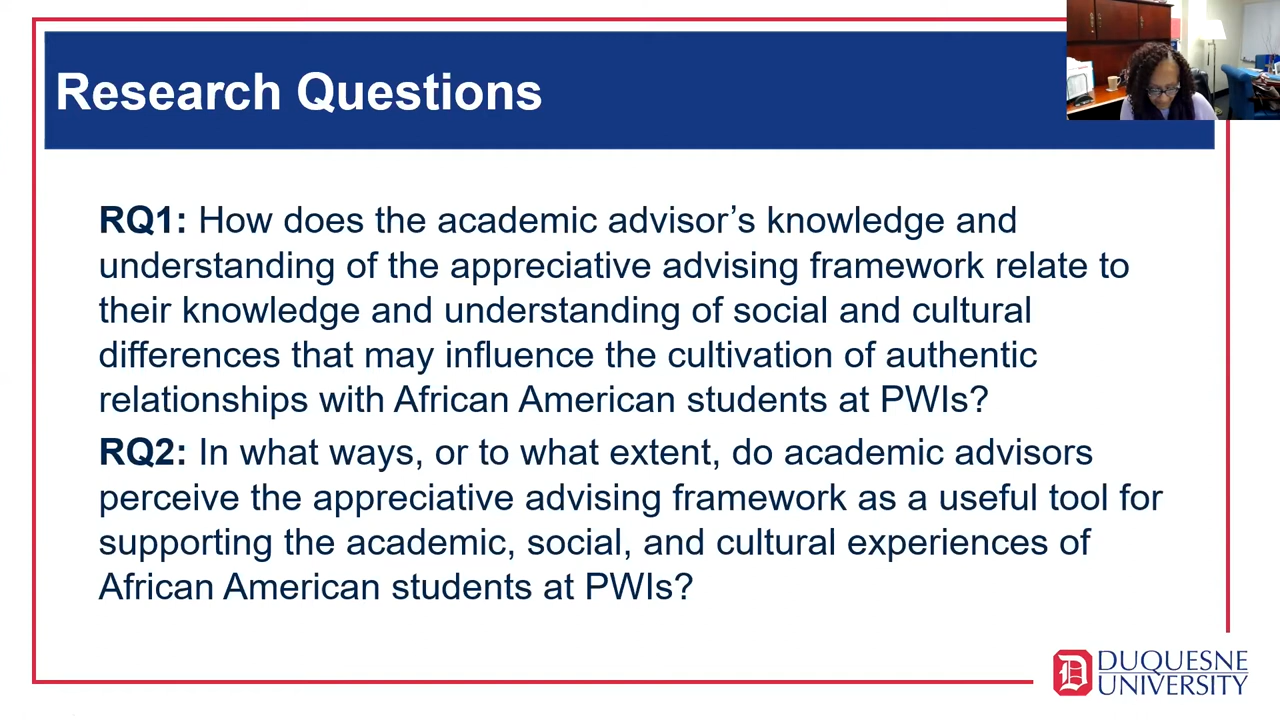 Research Questions
RQ1: How does the academic advisor’s knowledge and
understanding of the appreciative advising framework relate to
their knowledge and understanding of social and cultural
differences that may influence the cultivation of authentic
relationships with African American students at PWIs?
RQ2: In what ways, or to what extent, do academic advisors
perceive the appreciative advising framework as a useful tool for
supporting the academic, social, and cultural experiences of
African American students at PWIs?
D DUQUESNE
UNIVERSITY